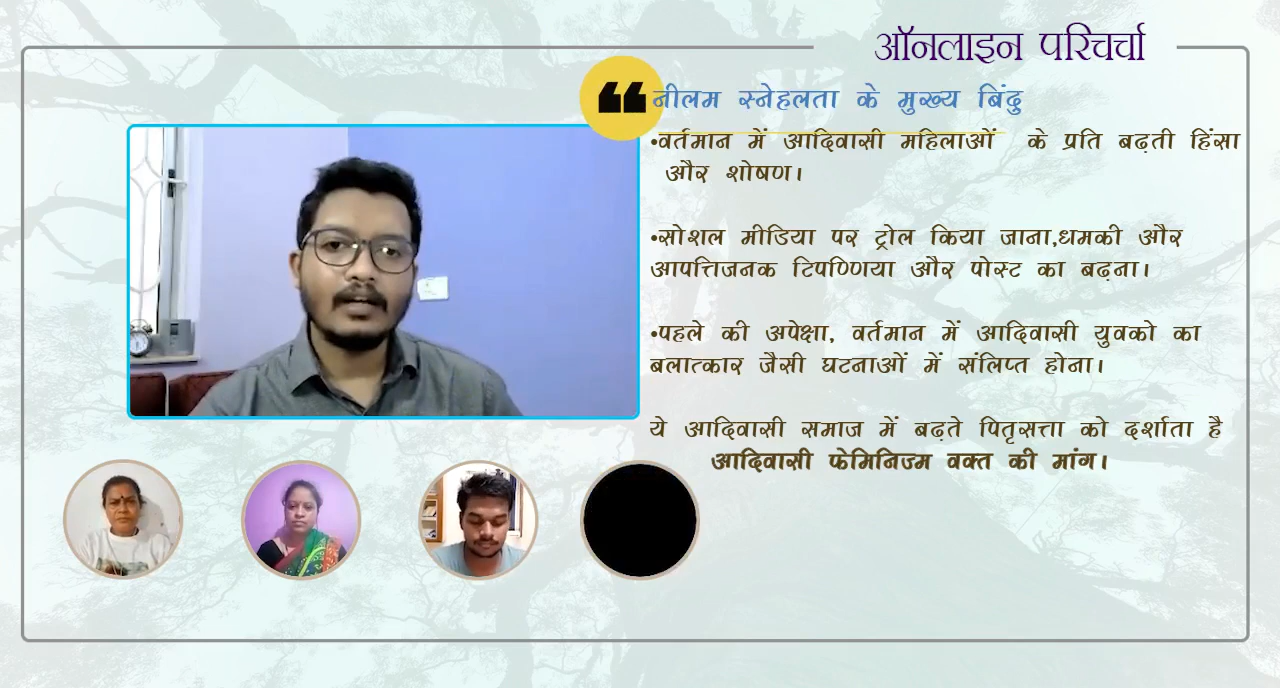 ऑनलाइन परिचर्चा
नीलम स्नेहलता के मुख्य बिंदु
•वर्तमान में आदिवासी महिलाओं के प्रति बढ़ती हिंसा
और शोषण।
•सोशल मीडिया पर ट्रोल किया जाना,धमकी और
आपत्तिजनक टिपण्णिया और पोस्ट का बढ़ना।
•पहले की अपेक्षा, वर्तमान में आदिवासी युवको का
बलात्कार जैसी घटनाओं में संलिप्त होना।
ये आदिवासी समाज में बढ़ते पितृसत्ता को दर्शाता है
आदिवासी फेमिनिज्म वक्त की मांग।